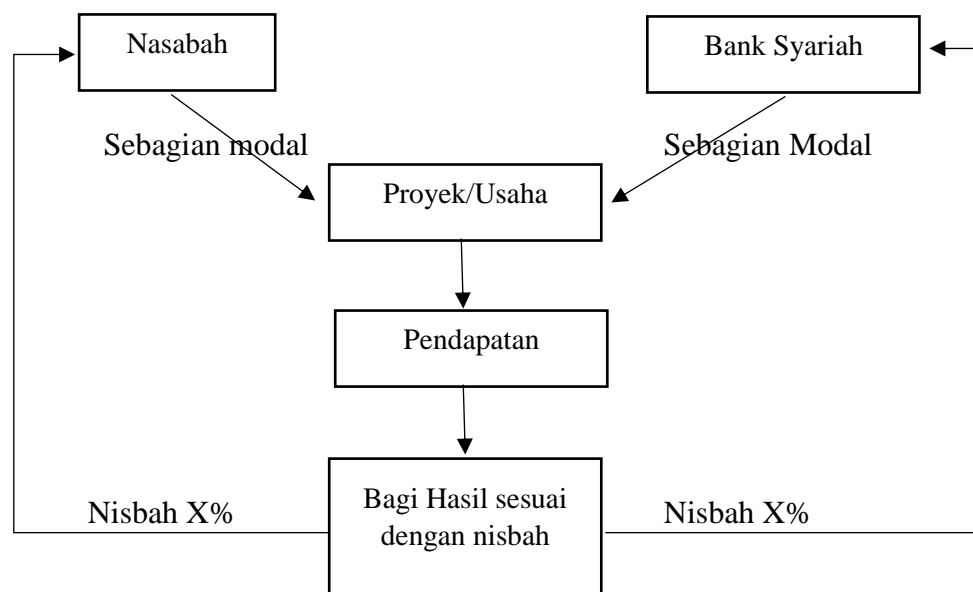 Nasabah
Bank Syariah
Sebagian modal
Sebagian Modal
Proyek/Usaha
Pendapatan
Bagi Hasil sesuai
dengan nisbah
Nisbah X%
Nisbah X%